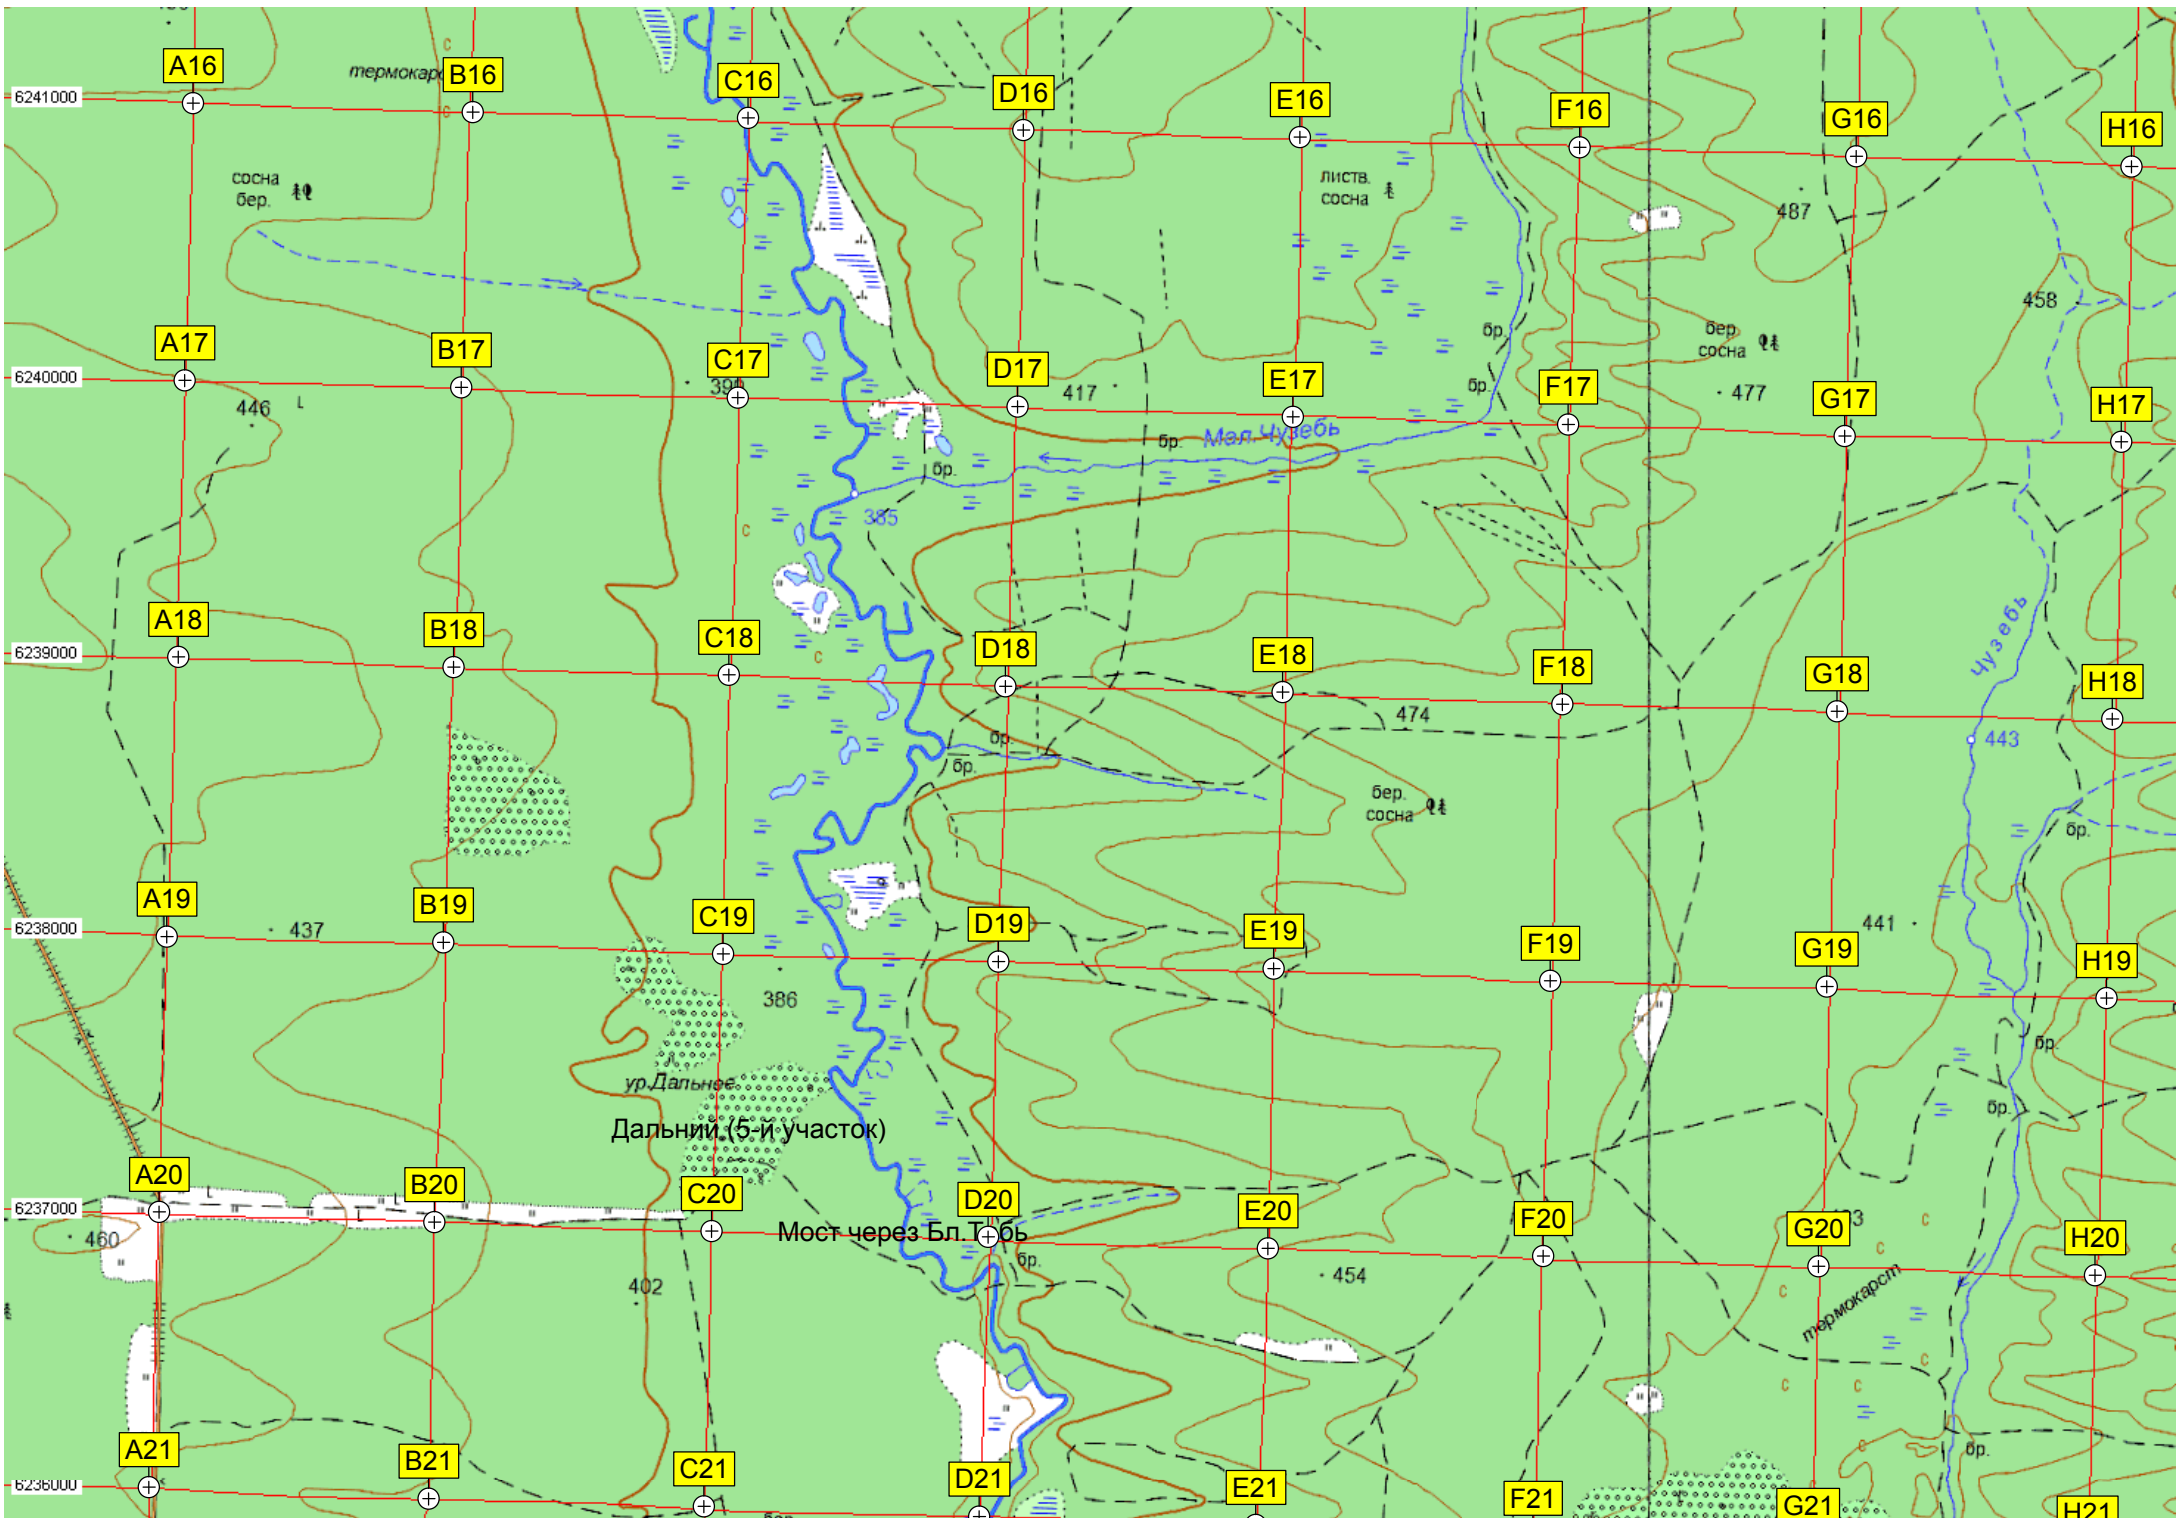 A16
B16
C16
D16
E16
F16
G16
H16
6241000
термокарс
с
с
сосна
бер.
листв.
сосна
487
458
A17
B17
C17
D17
E17
F17
G17
H17
6240000
446
417
477
бер
сосна
бр.
бр.
бр.
бр.
Мал.Чузебь
385
с
A18
B18
C18
D18
E18
F18
G18
H18
6239000
с
474
443
Чузебь
бр.
бр.
бер.
сосна
бр.
A19
B19
C19
D19
E19
F19
G19
H19
6238000
437
386
441
бр.
бр.
ур.Дальнее
Дальний (5-й участок)
A20
B20
C20
D20
E20
F20
G20
H20
6237000
460
Мост через Бл.Тобь
бр.
402
454
с
с
с
термокарст
с
с
с
с
бр.
A21
B21
C21
D21
E21
F21
G21
H21
6236000